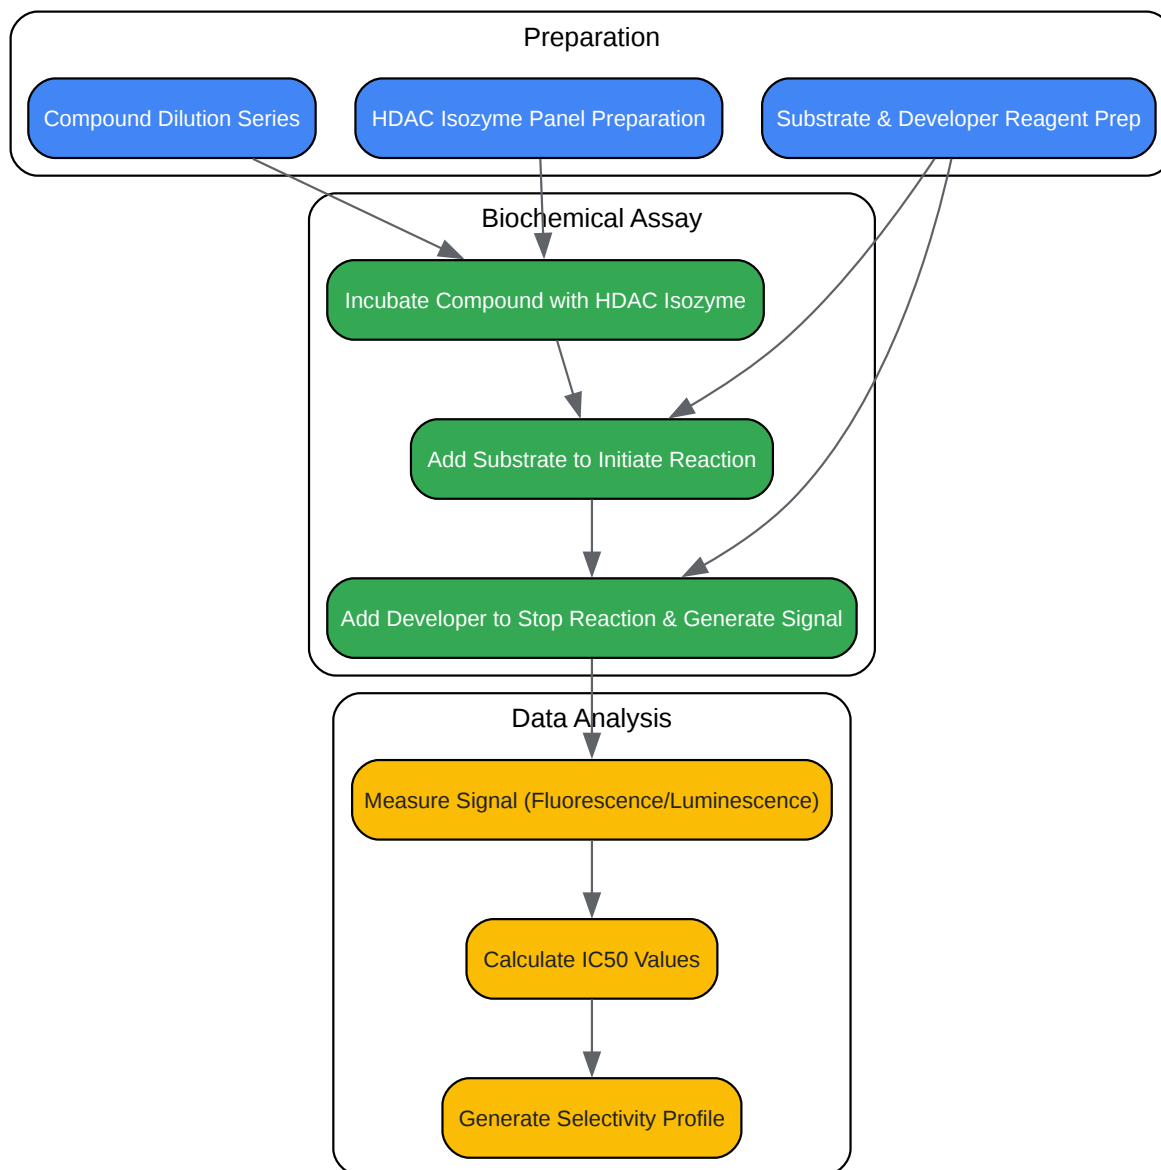 Preparation
Compound Dilution Series
HDAC Isozyme Panel Preparation
Substrate & Developer Reagent Prep
Biochemical Assay
Incubate Compound with HDAC Isozyme
Add Substrate to Initiate Reaction
Add Developer to Stop Reaction & Generate Signal
Data Analysis
Measure Signal (Fluorescence/Luminescence)
Calculate IC50 Values
Generate Selectivity Profile